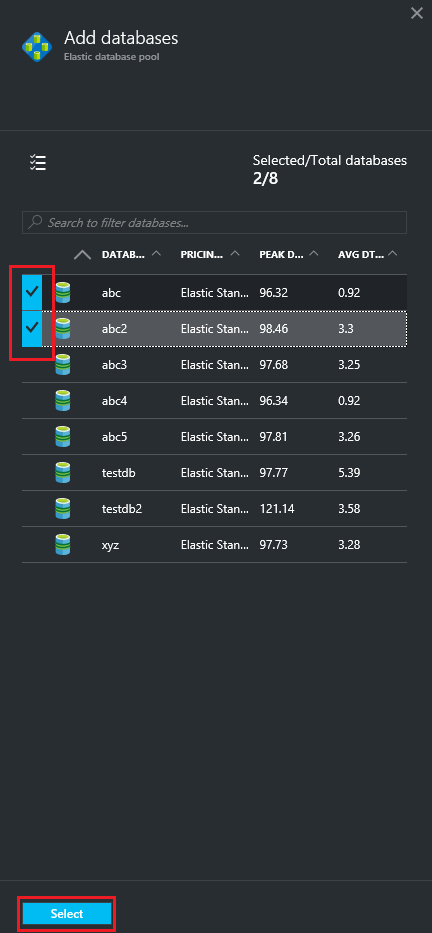 Add databases
Elastic database pool
Selected/Total databases
2/8
Search to filter databases...
DATAB... PRICIN... PEAK D... AVG DT...
abc Elastic Stan... 96.32 0.92
abc2 Elastic Stan... 98.46 3.3
abc3 Elastic Stan... 97.68 3.25
abc4 Elastic Stan... 96.34 0.92
abc5 Elastic Stan... 97.81 3.26
testdb Elastic Stan... 97.77 5.39
testdb2 Elastic Stan... 121.14 3.58
xyz Elastic Stan... 97.73 3.28
Select